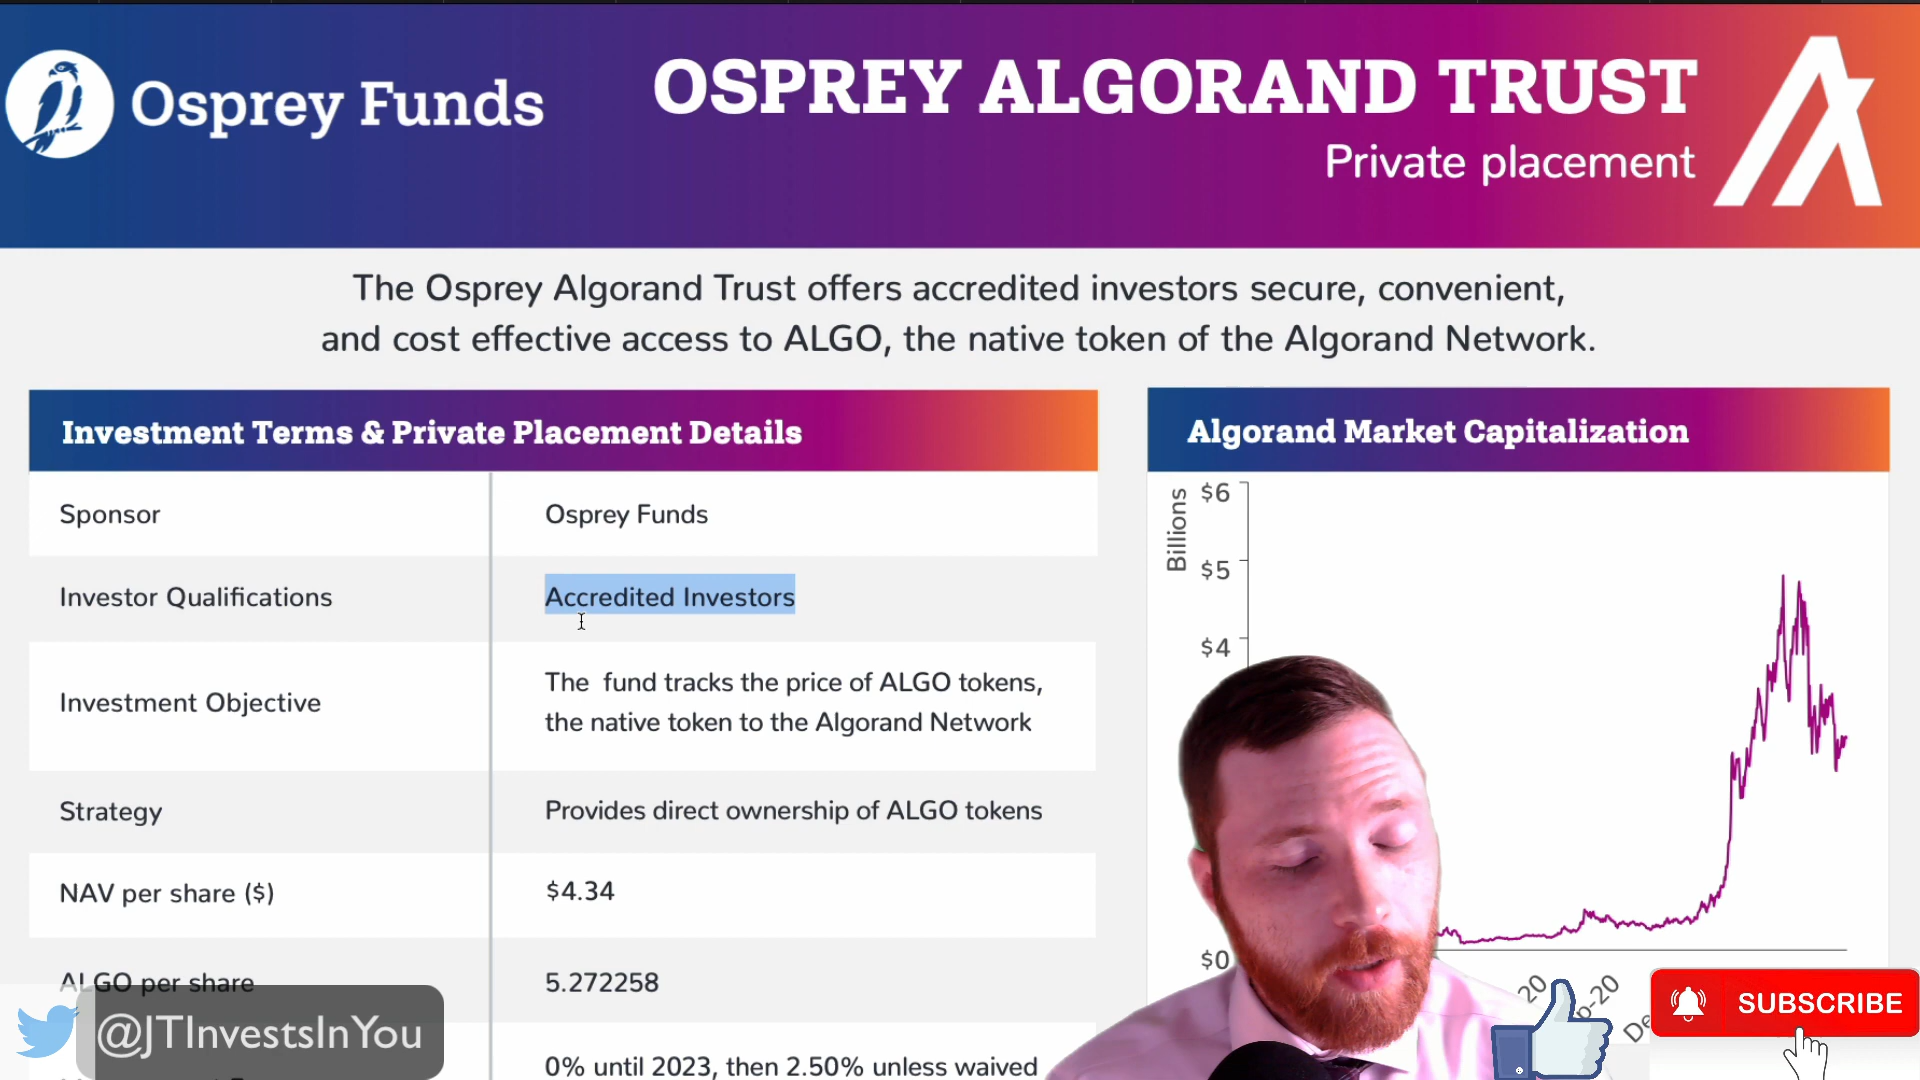 Osprey Funds
OSPREY ALGORAND TRUST
Private placement
The Osprey Algorand Trust offers accredited investors secure, convenient,
and cost effective access to ALGO, the native token of the Algorand Network.
Investment Terms & Private Placement Details
Sponsor
Osprey Funds
Investor Qualifications
Accredited Investors
Investment Objective
The fund tracks the price of ALGO tokens,
the native token to the Algorand Network
Strategy
Provides direct ownership of ALGO tokens
NAV per share ($)
$4.34
ALGO per share
5.272258
0% until 2023, then 2.50% unless waived
Algorand Market Capitalization
Billions
$6
$5
$4
$0
@JTInvestsInYou
SUBSCRIBE